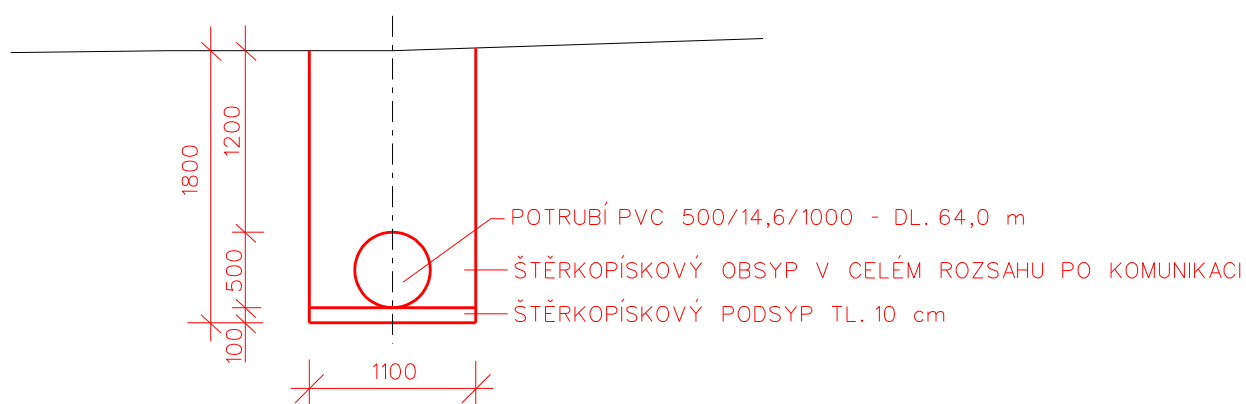 1200
1800
POTRUBÍ PVC 500/14,6/1000 - DL. 64,0 m
500
ŠTĚRKOPÍSKOVÝ OBSYP V CELÉM ROZSAHU PO KOMUNIKACI
ŠTĚRKOPÍSKOVÝ PODSYP TL. 10 cm
100
1100